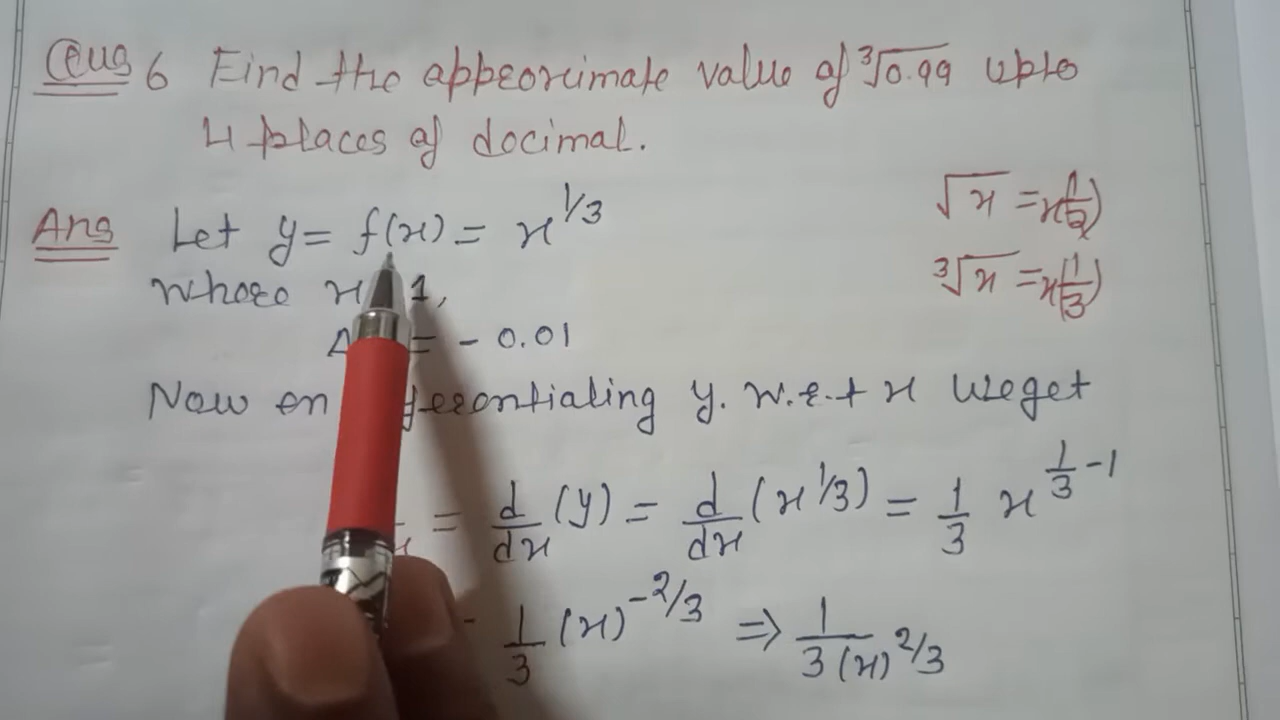 Ques 6 Find the approximate value of ∛0.99 upto
4 places of decimal.
Ans Let y = f(x) = x^1/3
√x = x(1/2)
where x 1,
∛x = x(1/3)
Δ = - 0.01
Now on fferentiating y. w.r.t x we get
= d/dx (y) = d/dx (x^1/3) = 1/3 x^1/3-1
1/3 (x)^-2/3 ⇒ 1/3(x)^2/3